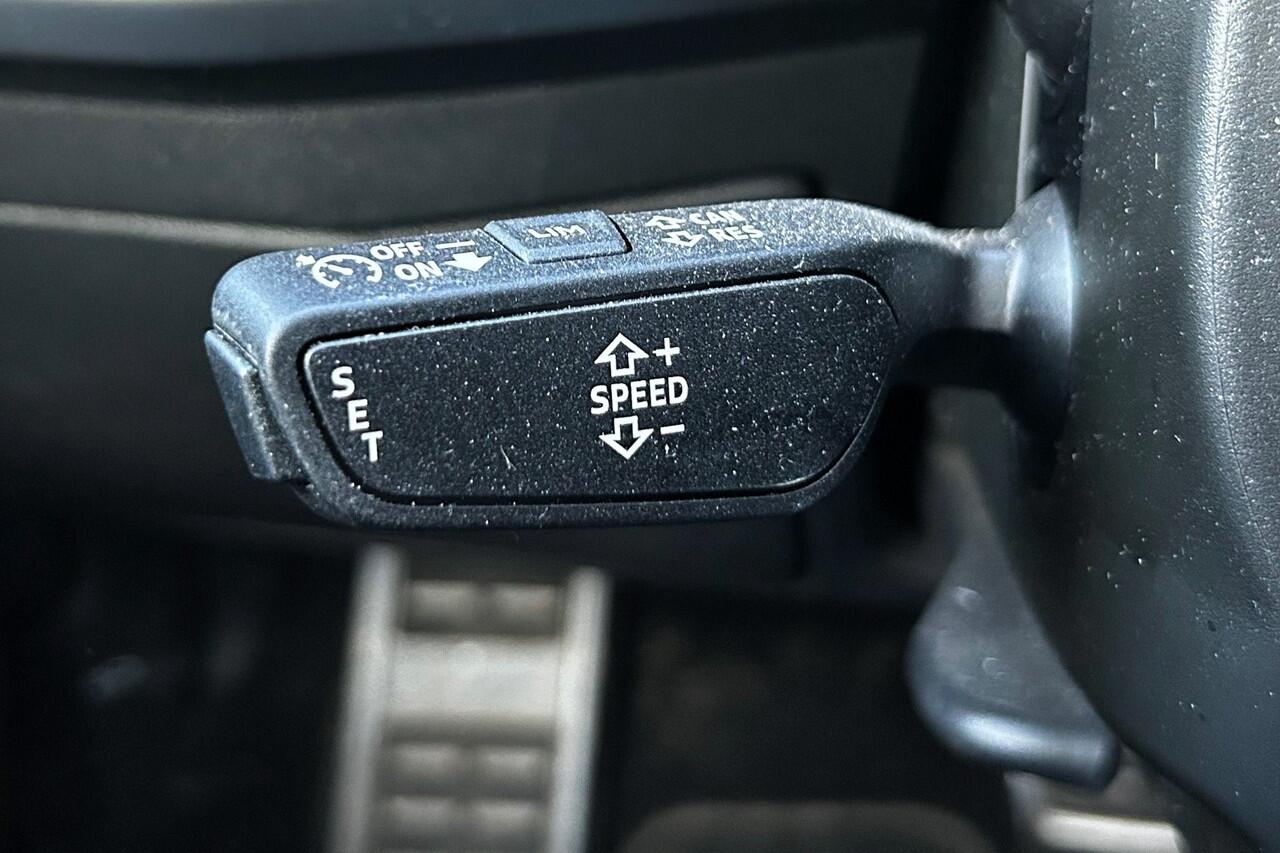 OFF
ON
LIM
CAN
RES
+
SPEED
-
SET